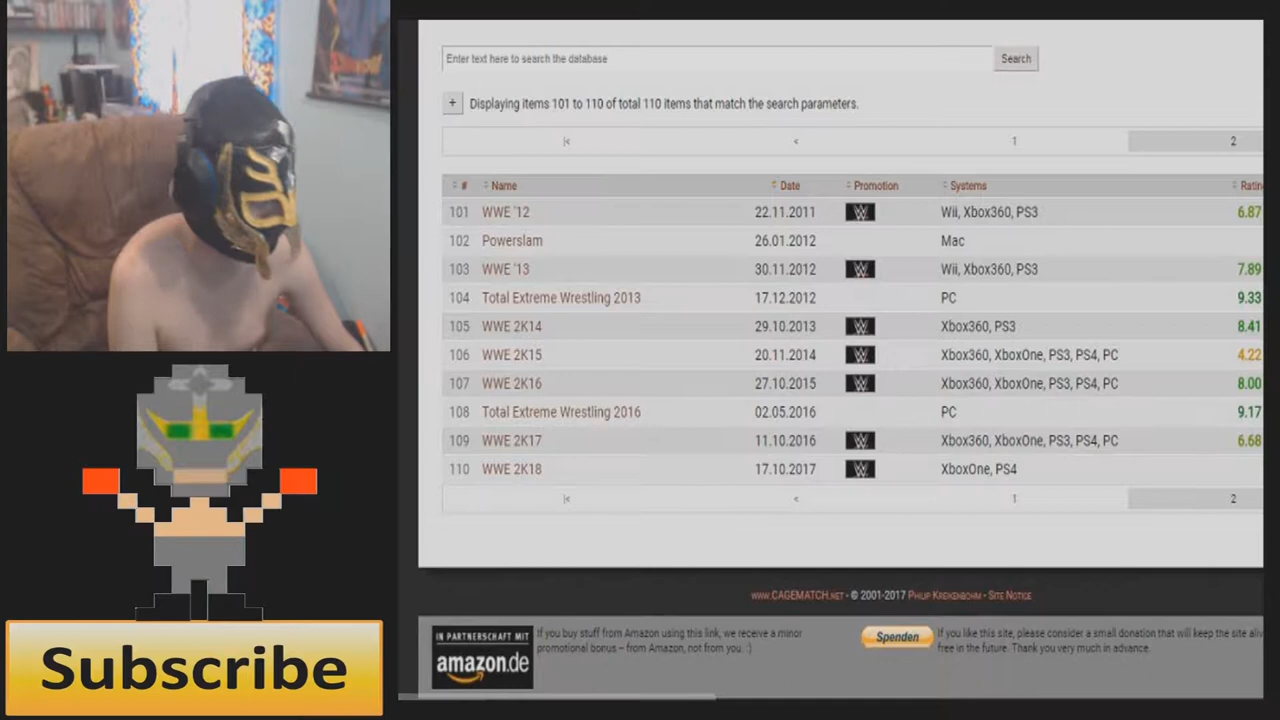 Enter text here to search the database
Search
+ Displaying items 101 to 110 of total 110 items that match the search parameters.
|< < 1 2
# Name Date Promotion Systems
101 WWE '12 22.11.2011 W Wii, Xbox360, PS3 6.87
102 Powerslam 26.01.2012 Mac
103 WWE '13 30.11.2012 W Wii, Xbox360, PS3 7.89
104 Total Extreme Wrestling 2013 17.12.2012 PC 9.33
105 WWE 2K14 29.10.2013 W Xbox360, PS3 8.41
106 WWE 2K15 20.11.2014 W Xbox360, XboxOne, PS3, PS4, PC 4.22
107 WWE 2K16 27.10.2015 W Xbox360, XboxOne, PS3, PS4, PC 8.00
108 Total Extreme Wrestling 2016 02.05.2016 PC 9.17
109 WWE 2K17 11.10.2016 W Xbox360, XboxOne, PS3, PS4, PC 6.68
110 WWE 2K18 17.10.2017 W XboxOne, PS4
|< < 1 2
www.CAGEMATCH.net - © 2001-2017 Philip Kreikenbohm - Site Notice
IN PARTNERSCHAFT MIT
amazon.de
If you buy stuff from Amazon using this link, we receive a minor
promotional bonus – from Amazon, not from you. :)
Spenden
If you like this site, please consider a small donation that will keep the site
free in the future. Thank you very much in advance.
Subscribe